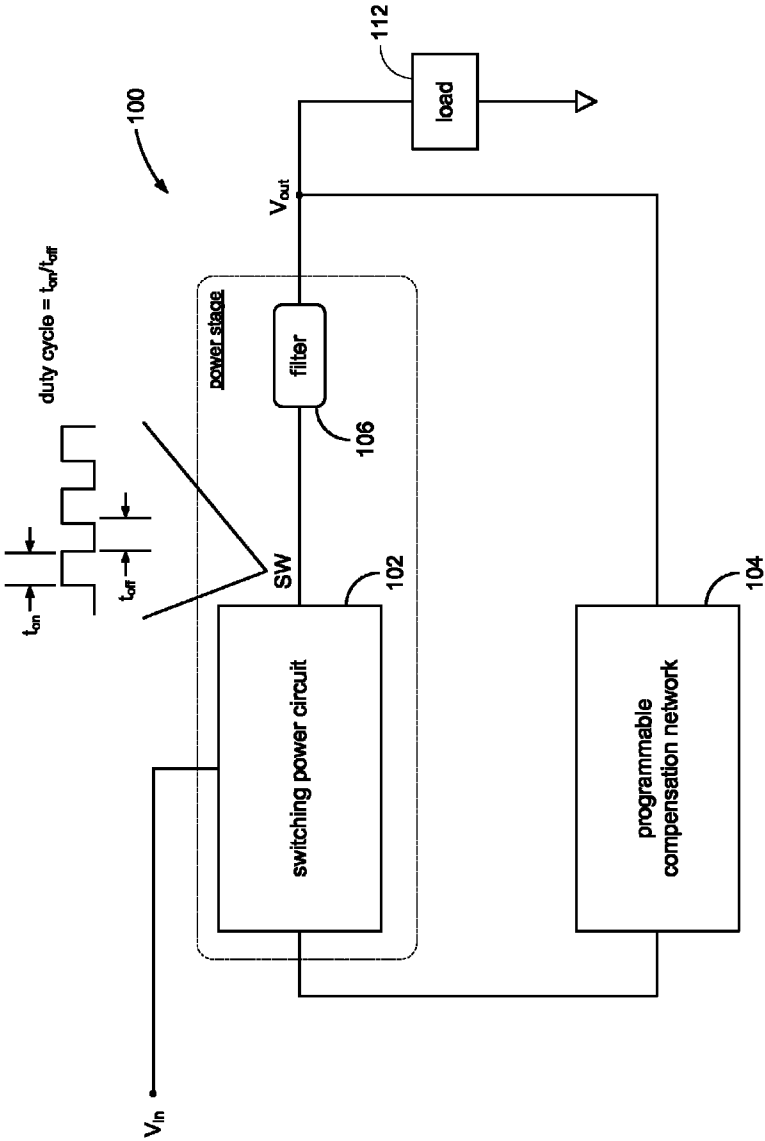 100
duty cycle = ton/toff
ton
toff
Vin
SW
power stage
switching power circuit
102
filter
106
Vout
load
112
programmable
compensation network
104